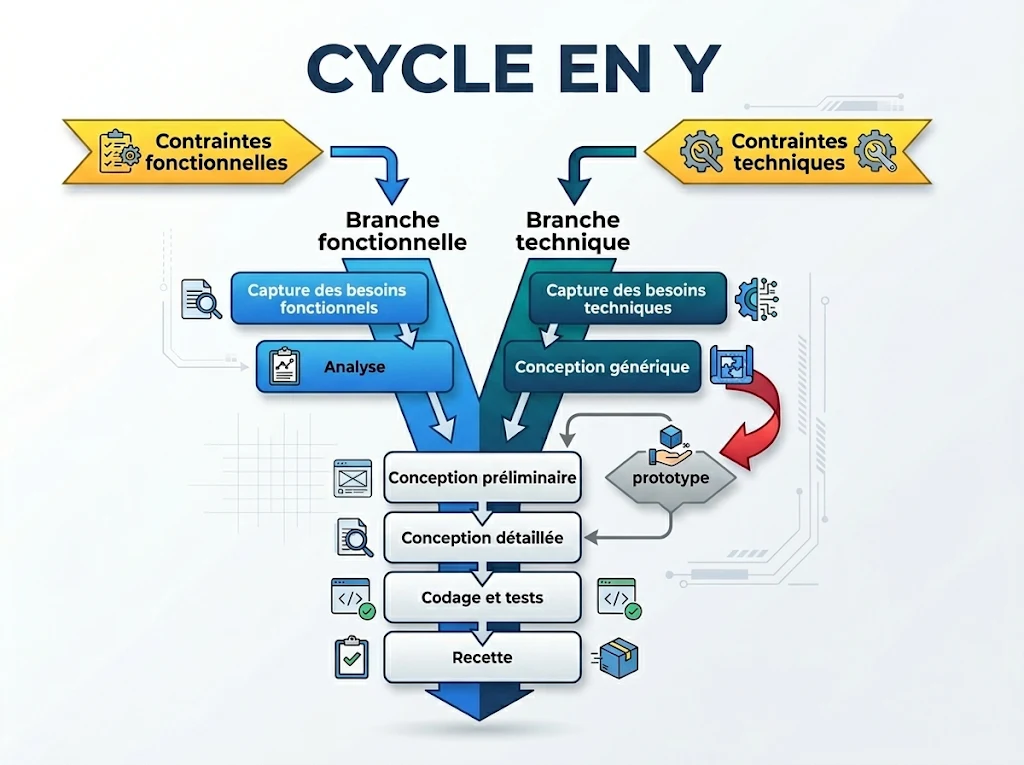 CYCLE EN Y
Contraintes
fonctionnelles
Contraintes
techniques
Branche
fonctionnelle
Branche
technique
Capture des besoins
fonctionnels
Capture des besoins
techniques
Analyse
Conception générique
Conception préliminaire
prototype
Conception détaillée
</>
</>
Codage et tests
Recette